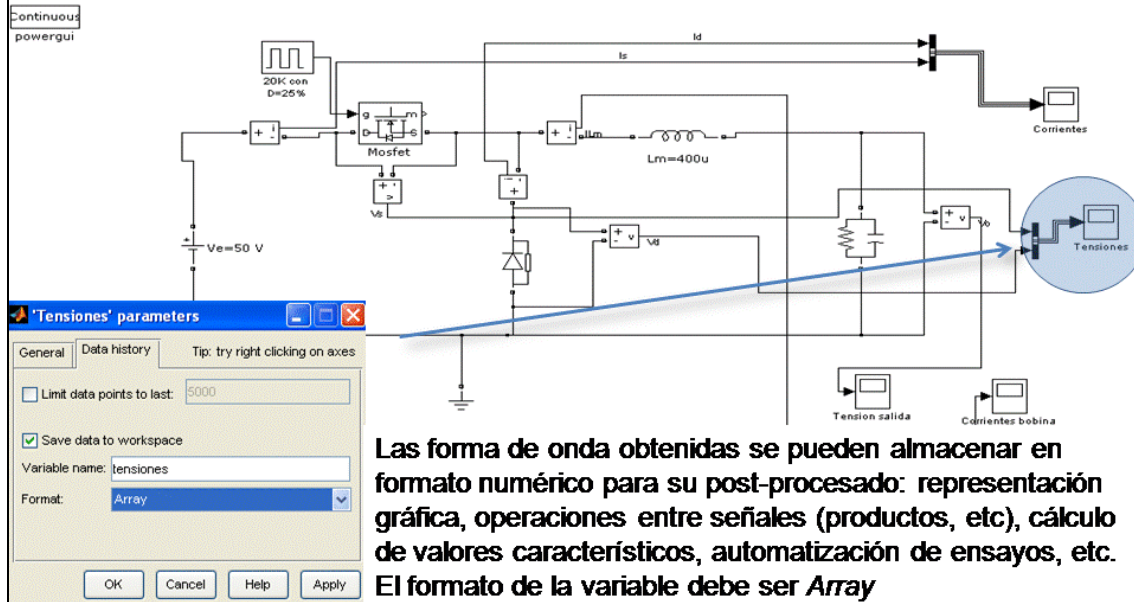 Continuous
powergui
20K con
D=25%
Id
Is
g
m
D
S
Mosfet
+
i
-
+
i
-
ILm
Lm=400u
Corrientes
Vs
Ve=50 V
+
-
v
Vd
+
-
v
Vo
Tensiones
Tension salida
Corrientes bobina
'Tensiones' parameters
General
Data history
Tip: try right clicking on axes
Limit data points to last:
5000
Save data to workspace
Variable name:
tensiones
Format:
Array
OK
Cancel
Help
Apply
Las forma de onda obtenidas se pueden almacenar en
formato numérico para su post-procesado: representación
gráfica, operaciones entre señales (productos, etc), cálculo
de valores característicos, automatización de ensayos, etc.
El formato de la variable debe ser Array